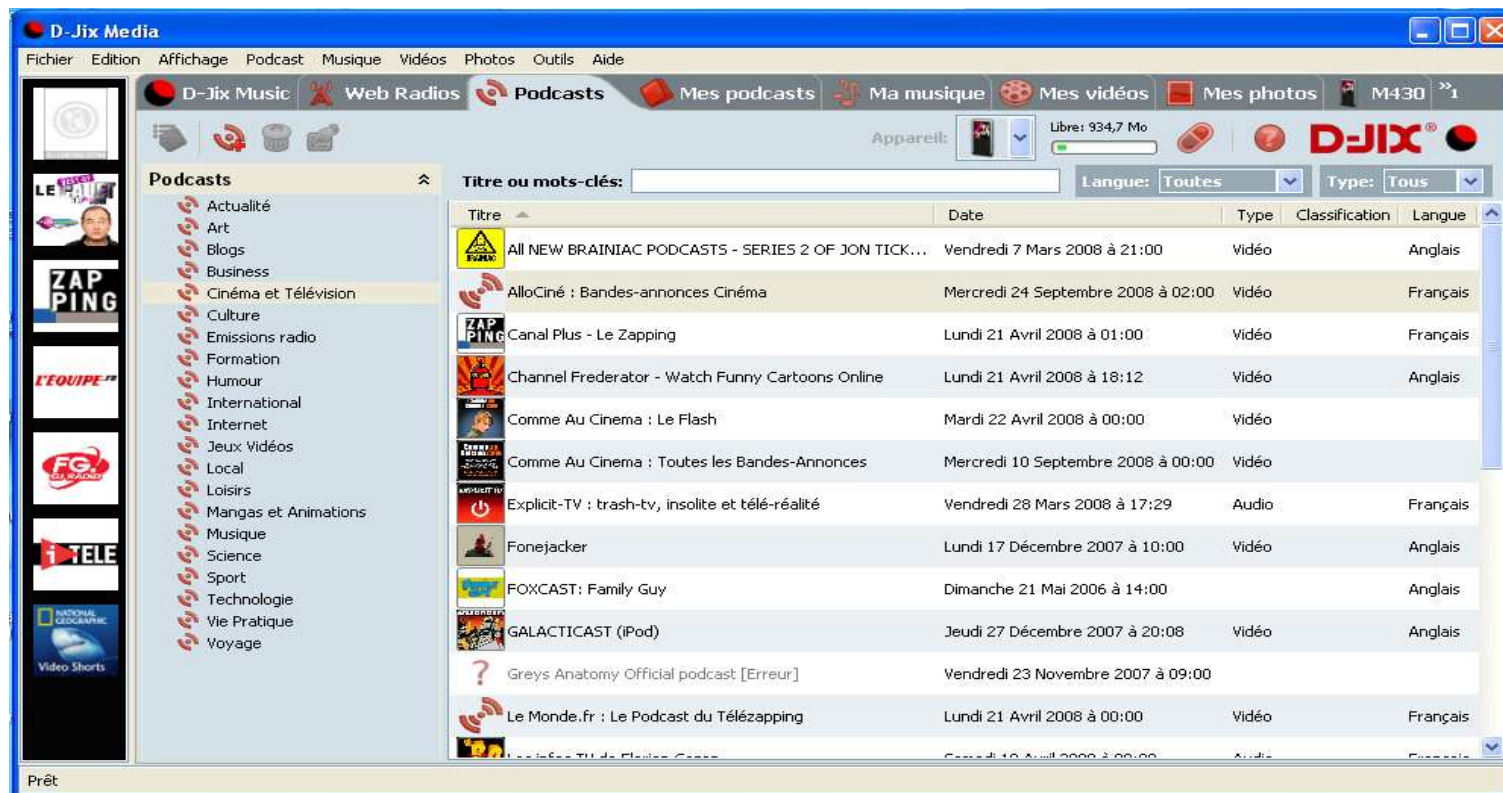 D-Jix Media
Fichier Edition Affichage Podcast Musique Vidéos Photos Outils Aide
D-Jix Music Web Radios Podcasts Mes podcasts Ma musique Mes vidéos Mes photos M430 »1
Appareil: Libre: 934,7 Mo D-JIX®
LE
ZAP
PING
L'ÉQUIPE.FR
FG.
DJ RADIO
i TELE
NATIONAL
GEOGRAPHIC
Video Shorts
Podcasts
Actualité
Art
Blogs
Business
Cinéma et Télévision
Culture
Emissions radio
Formation
Humour
International
Internet
Jeux Vidéos
Local
Loisirs
Mangas et Animations
Musique
Science
Sport
Technologie
Vie Pratique
Voyage
Titre ou mots-clés: Langue: Toutes Type: Tous
Titre Date Type Classification Langue
BRAINIAC All NEW BRAINIAC PODCASTS - SERIES 2 OF JON TICK... Vendredi 7 Mars 2008 à 21:00 Vidéo Anglais
AlloCiné : Bandes-annonces Cinéma Mercredi 24 Septembre 2008 à 02:00 Vidéo Français
ZAP PING Canal Plus - Le Zapping Lundi 21 Avril 2008 à 01:00 Vidéo Français
Channel Frederator - Watch Funny Cartoons Online Lundi 21 Avril 2008 à 18:12 Vidéo Anglais
Comme Au Cinema : Le Flash Mardi 22 Avril 2008 à 00:00 Vidéo
Comme Au Cinema : Toutes les Bandes-Annonces Mercredi 10 Septembre 2008 à 00:00 Vidéo
EXPLICIT TV Explicit-TV : trash-tv, insolite et télé-réalité Vendredi 28 Mars 2008 à 17:29 Audio Français
Fonejacker Lundi 17 Décembre 2007 à 10:00 Vidéo Anglais
FOXCAST: Family Guy Dimanche 21 Mai 2006 à 14:00 Anglais
GALACTICAST (iPod) Jeudi 27 Décembre 2007 à 20:08 Vidéo Anglais
? Greys Anatomy Official podcast [Erreur] Vendredi 23 Novembre 2007 à 09:00
Le Monde.fr : Le Podcast du Télézapping Lundi 21 Avril 2008 à 00:00 Vidéo Français
Prêt